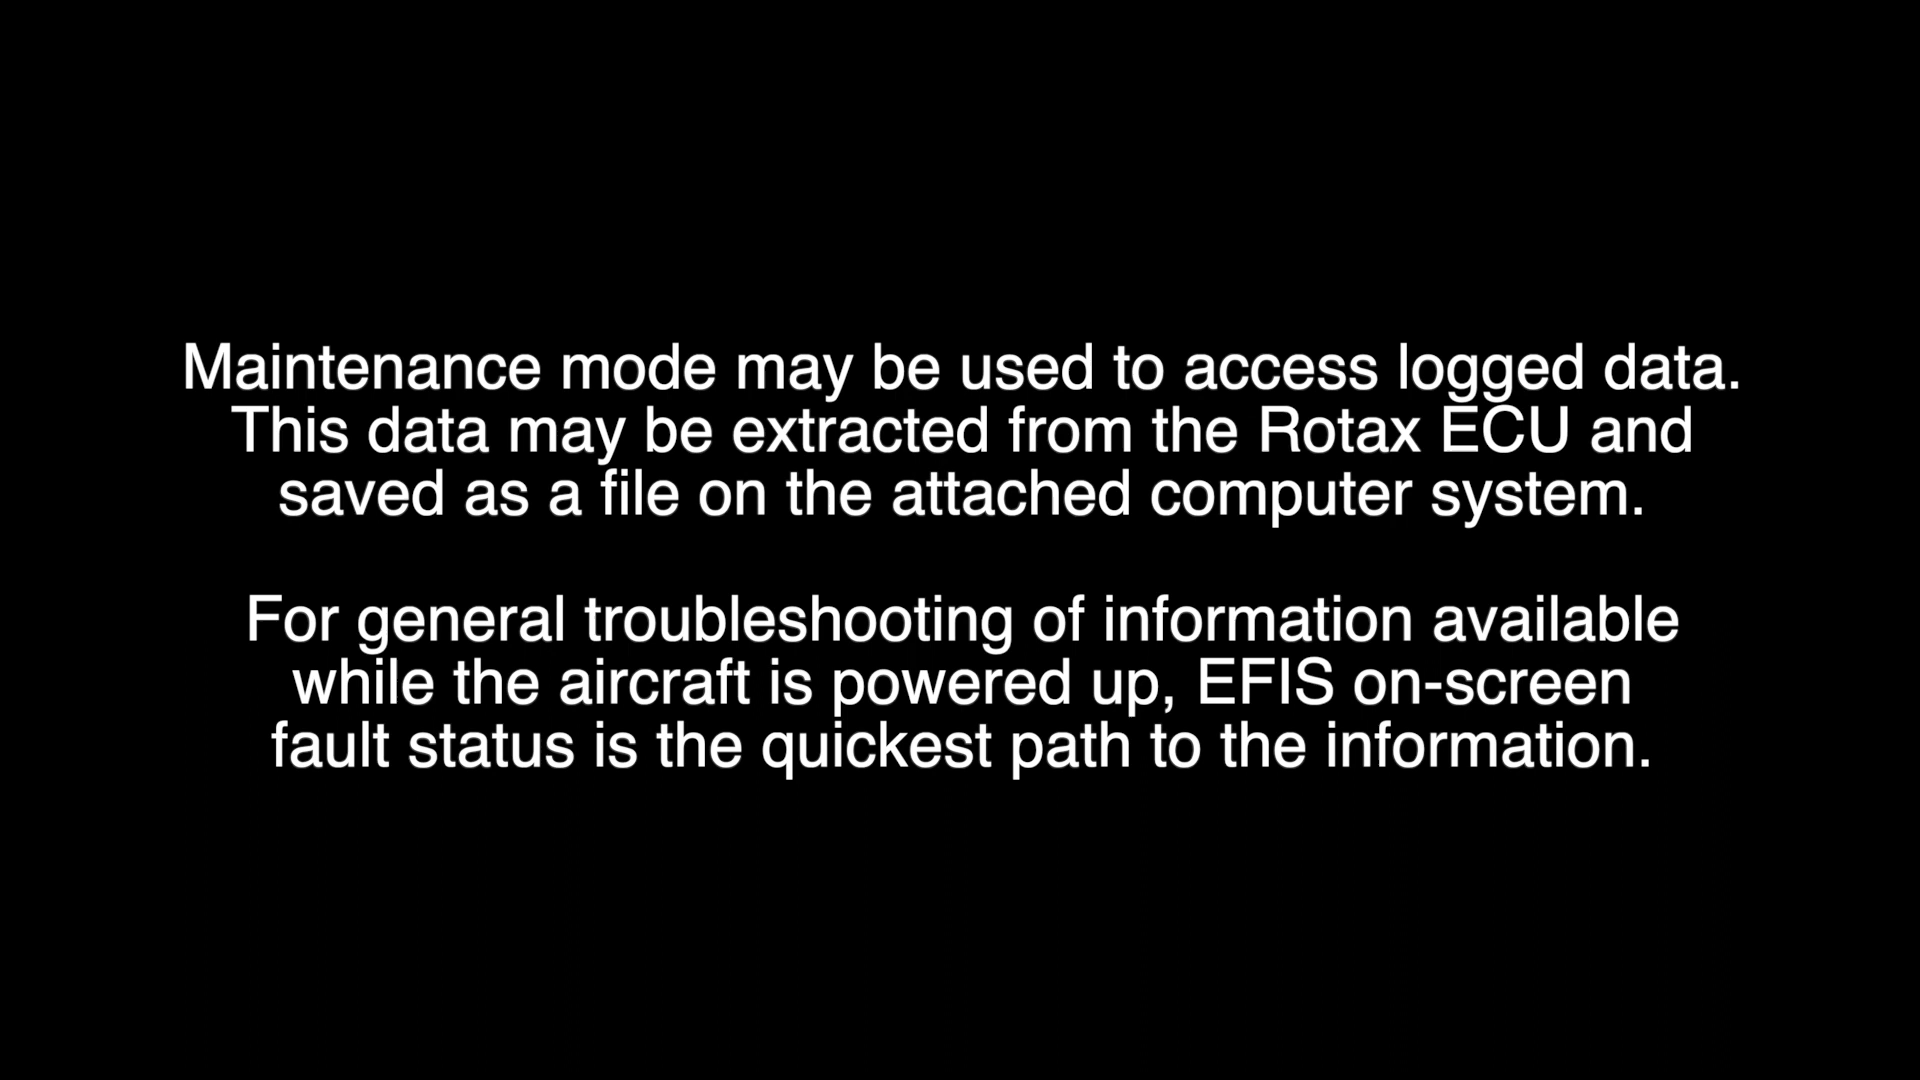 Maintenance mode may be used to access logged data.
This data may be extracted from the Rotax ECU and
saved as a file on the attached computer system.
For general troubleshooting of information available
while the aircraft is powered up, EFIS on-screen
fault status is the quickest path to the information.